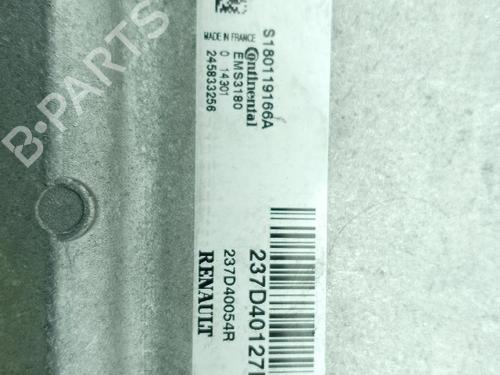 S180119166A
MADE IN FRANCE
Continental
EMS3180
0 14301
245833256
237D40127
237D40054R
RENAULT
B-PARTS